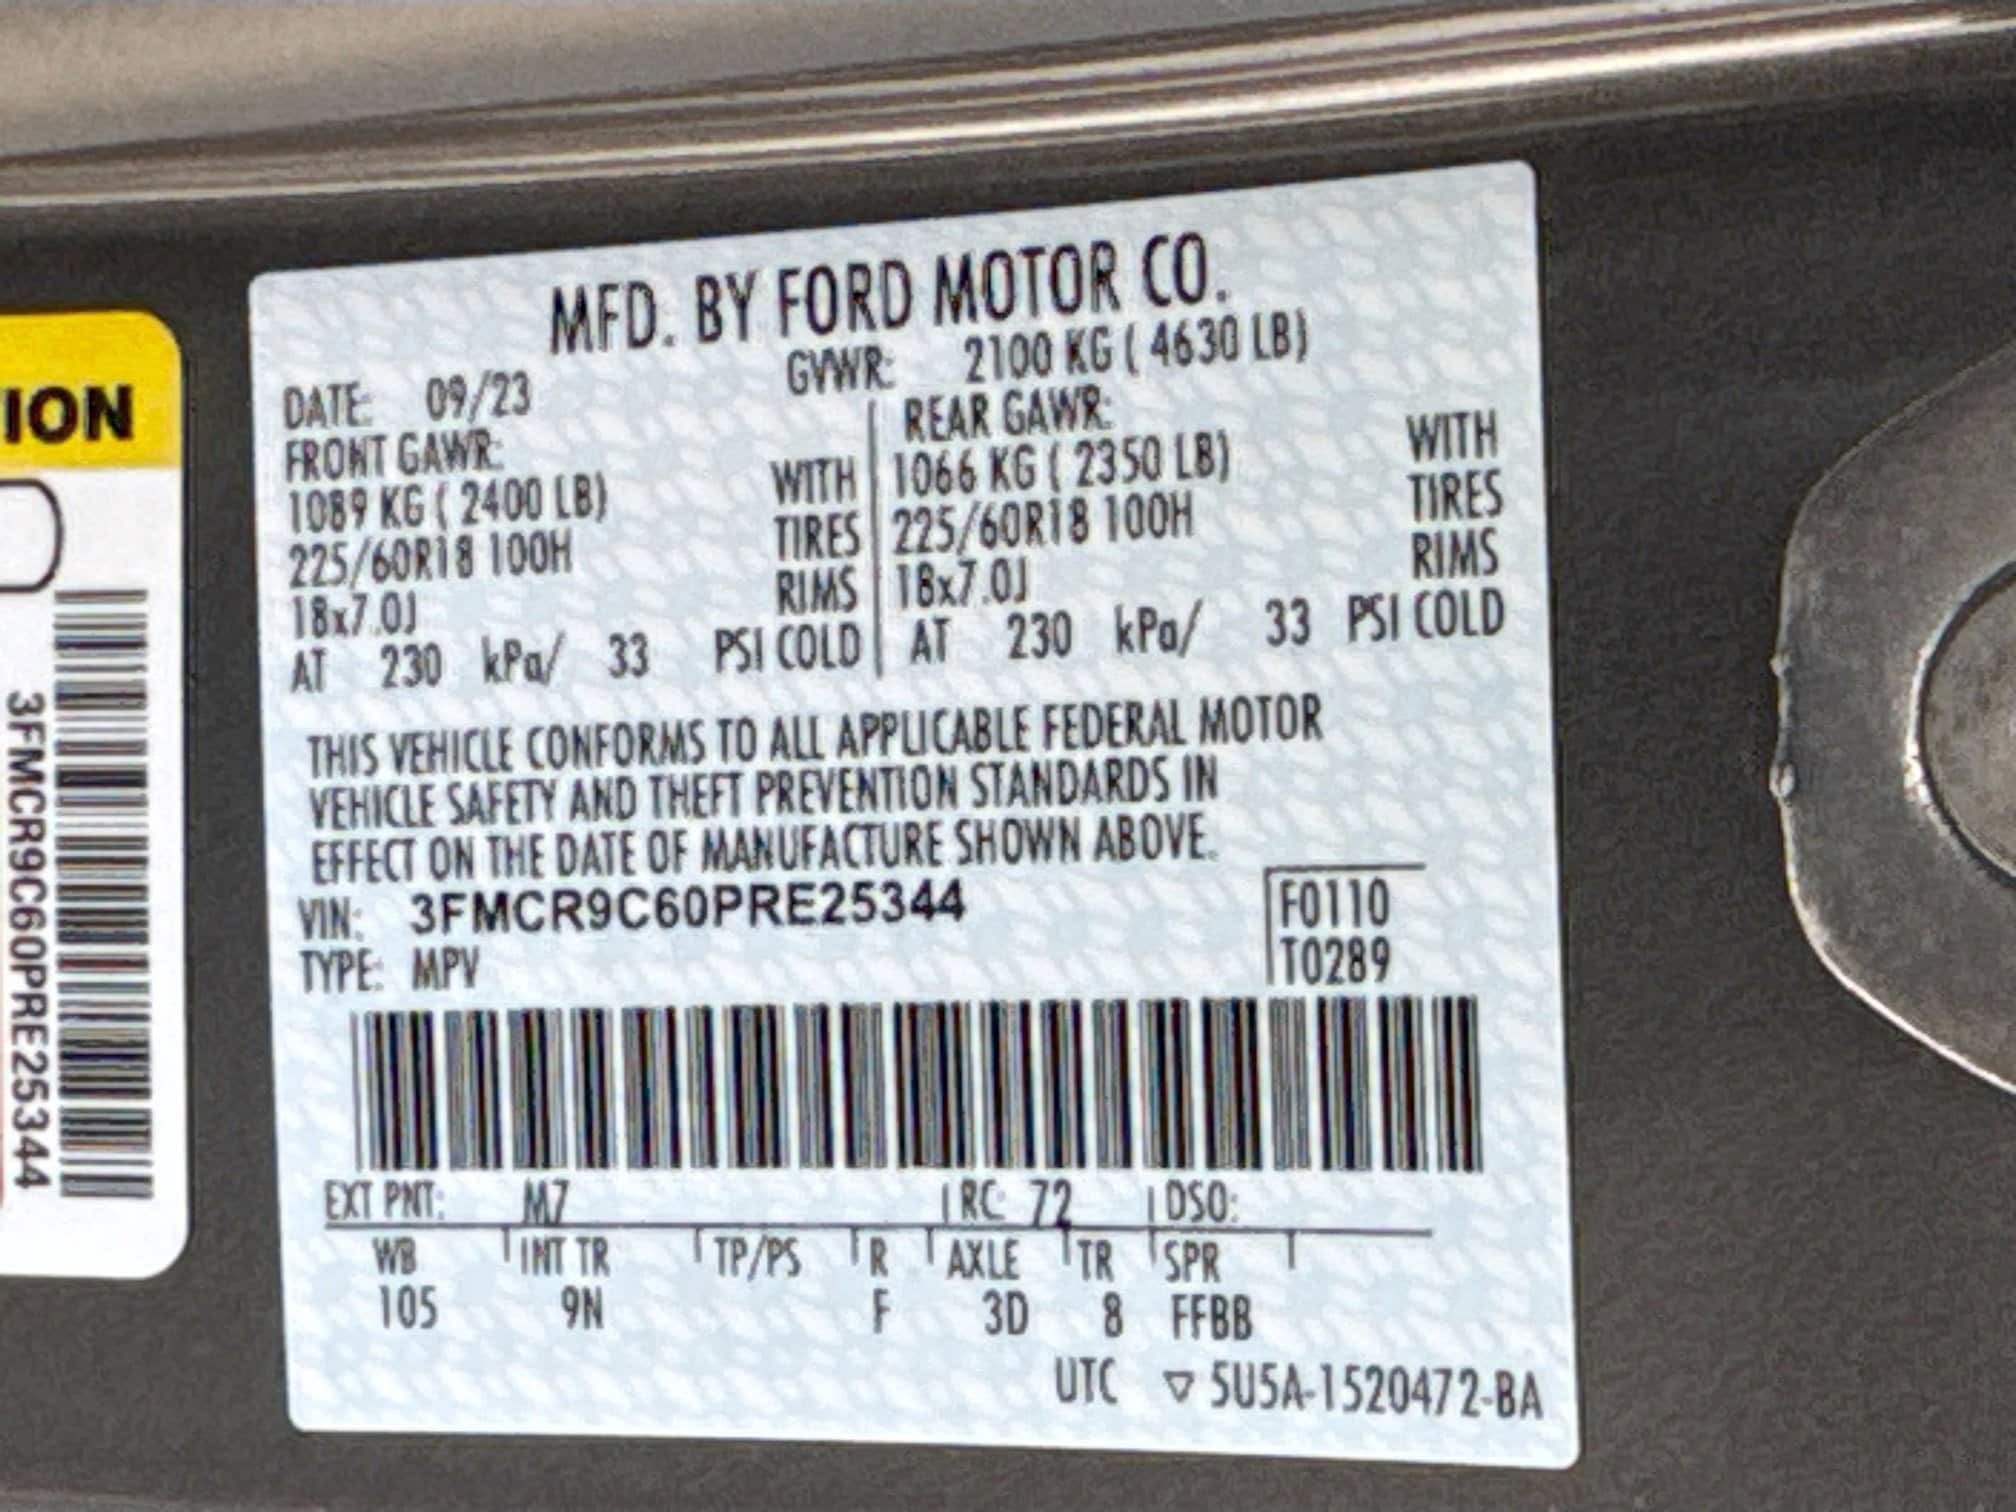 ION
3FMCR9C60PRE25344
MFD. BY FORD MOTOR CO.
DATE: 09/23 GVWR: 2100 KG ( 4630 LB)
FRONT GAWR: REAR GAWR:
1089 KG ( 2400 LB) WITH 1066 KG ( 2350 LB) WITH
225/60R18 100H TIRES 225/60R18 100H TIRES
18x7.0J RIMS 18x7.0J RIMS
AT 230 kPa/ 33 PSI COLD AT 230 kPa/ 33 PSI COLD
THIS VEHICLE CONFORMS TO ALL APPLICABLE FEDERAL MOTOR
VEHICLE SAFETY AND THEFT PREVENTION STANDARDS IN
EFFECT ON THE DATE OF MANUFACTURE SHOWN ABOVE.
VIN: 3FMCR9C60PRE25344 F0110
TYPE: MPV T0289
EXT PNT: M7 RC: 72 DSO:
WB INT TR TP/PS R AXLE TR SPR
105 9N F 3D 8 FFBB
UTC ▽ 5U5A-1520472-BA